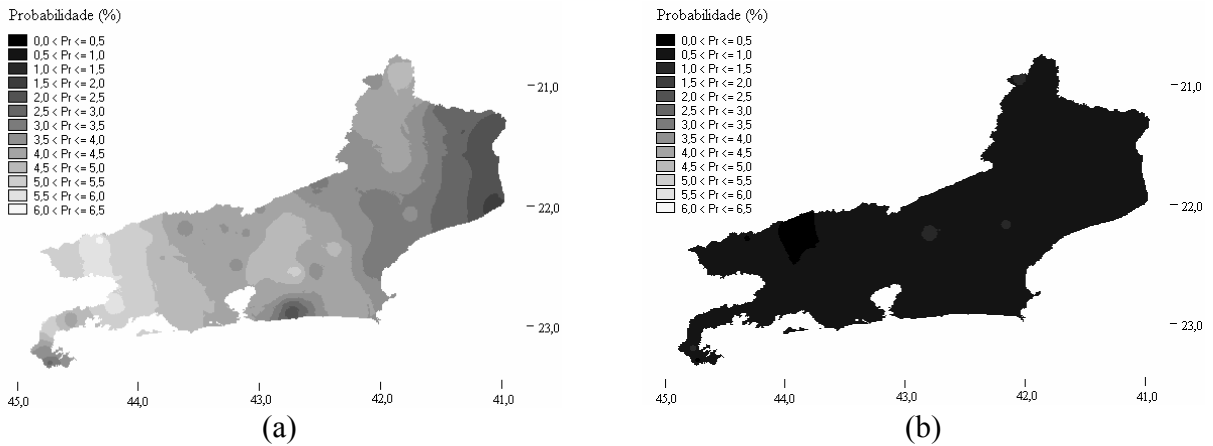 Probabilidade (%)
0,0 < Pr <= 0,5
0,5 < Pr <= 1,0
1,0 < Pr <= 1,5
1,5 < Pr <= 2,0
2,0 < Pr <= 2,5
2,5 < Pr <= 3,0
3,0 < Pr <= 3,5
3,5 < Pr <= 4,0
4,0 < Pr <= 4,5
4,5 < Pr <= 5,0
5,0 < Pr <= 5,5
5,5 < Pr <= 6,0
6,0 < Pr <= 6,5
21,0
22,0
23,0
45,0 44,0 43,0 42,0 41,0
(a)
Probabilidade (%)
0,0 < Pr <= 0,5
0,5 < Pr <= 1,0
1,0 < Pr <= 1,5
1,5 < Pr <= 2,0
2,0 < Pr <= 2,5
2,5 < Pr <= 3,0
3,0 < Pr <= 3,5
3,5 < Pr <= 4,0
4,0 < Pr <= 4,5
4,5 < Pr <= 5,0
5,0 < Pr <= 5,5
5,5 < Pr <= 6,0
6,0 < Pr <= 6,5
21,0
22,0
23,0
45,0 44,0 43,0 42,0 41,0
(b)